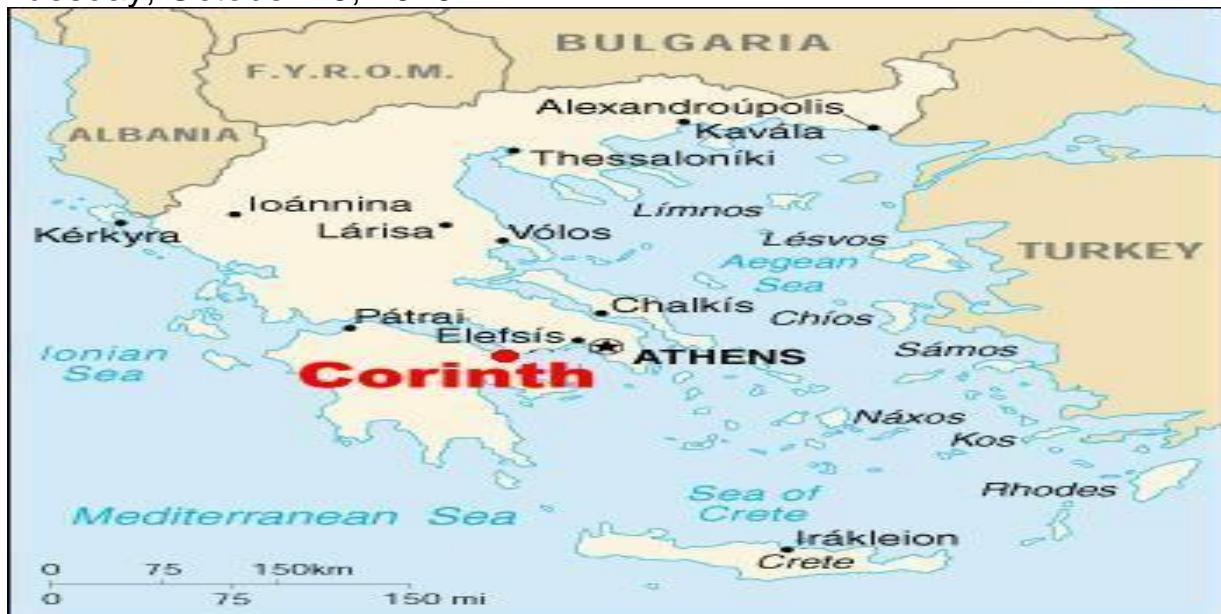 BULGARIA
F.Y.R.O.M.
ALBANIA
Alexandroúpolis
Kavála
Thessaloníki
Ioánnina
Límnos
Kérkyra
Lárisa
Vólos
Lésvos
TURKEY
Aegean
Sea
Chalkís
Pátrai
Chíos
Elefsís
Ionian
Sea
ATHENS
Sámos
Corinth
Náxos
Kos
Rhodes
Sea of
Crete
Mediterranean Sea
Irákleion
Crete
0 75 150km
0 75 150 mi